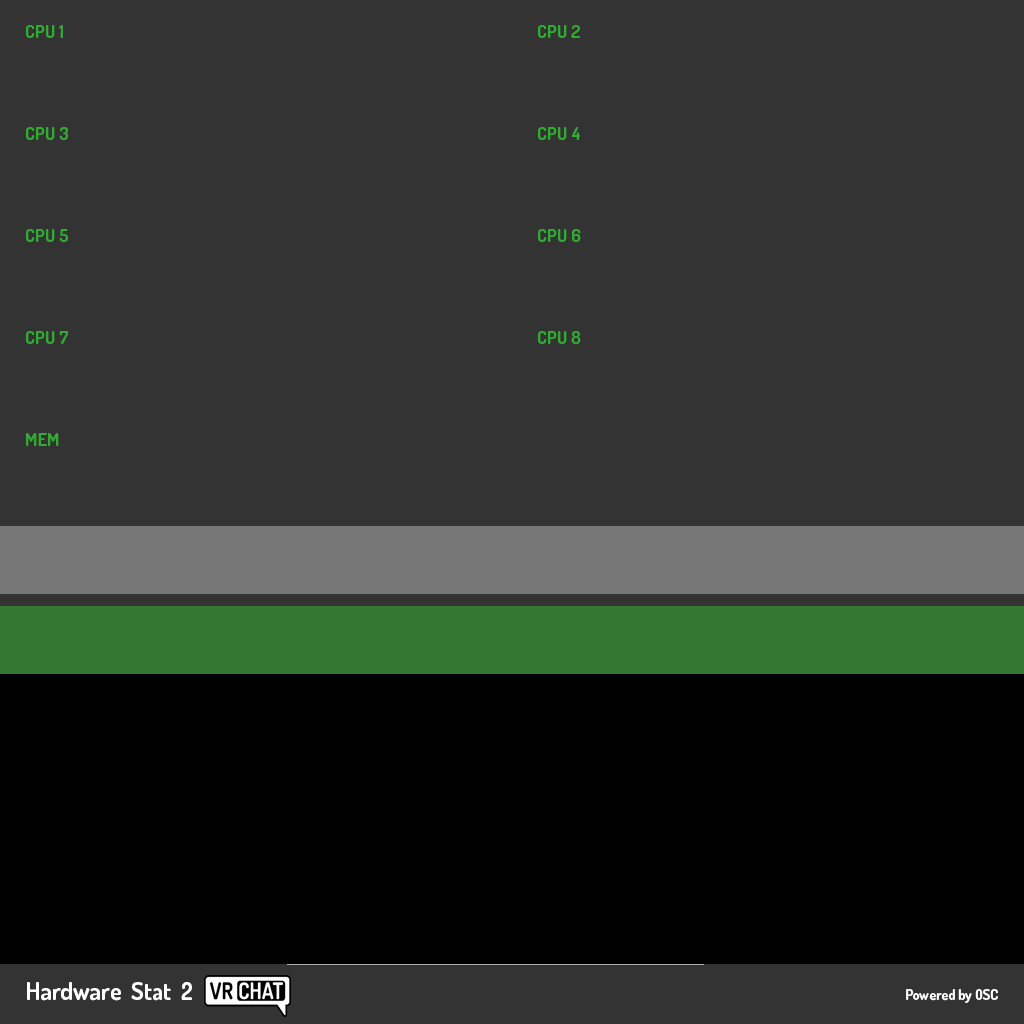 CPU 1
CPU 2
CPU 3
CPU 4
CPU 5
CPU 6
CPU 7
CPU 8
MEM
Hardware Stat 2 VRCHAT
Powered by OSC